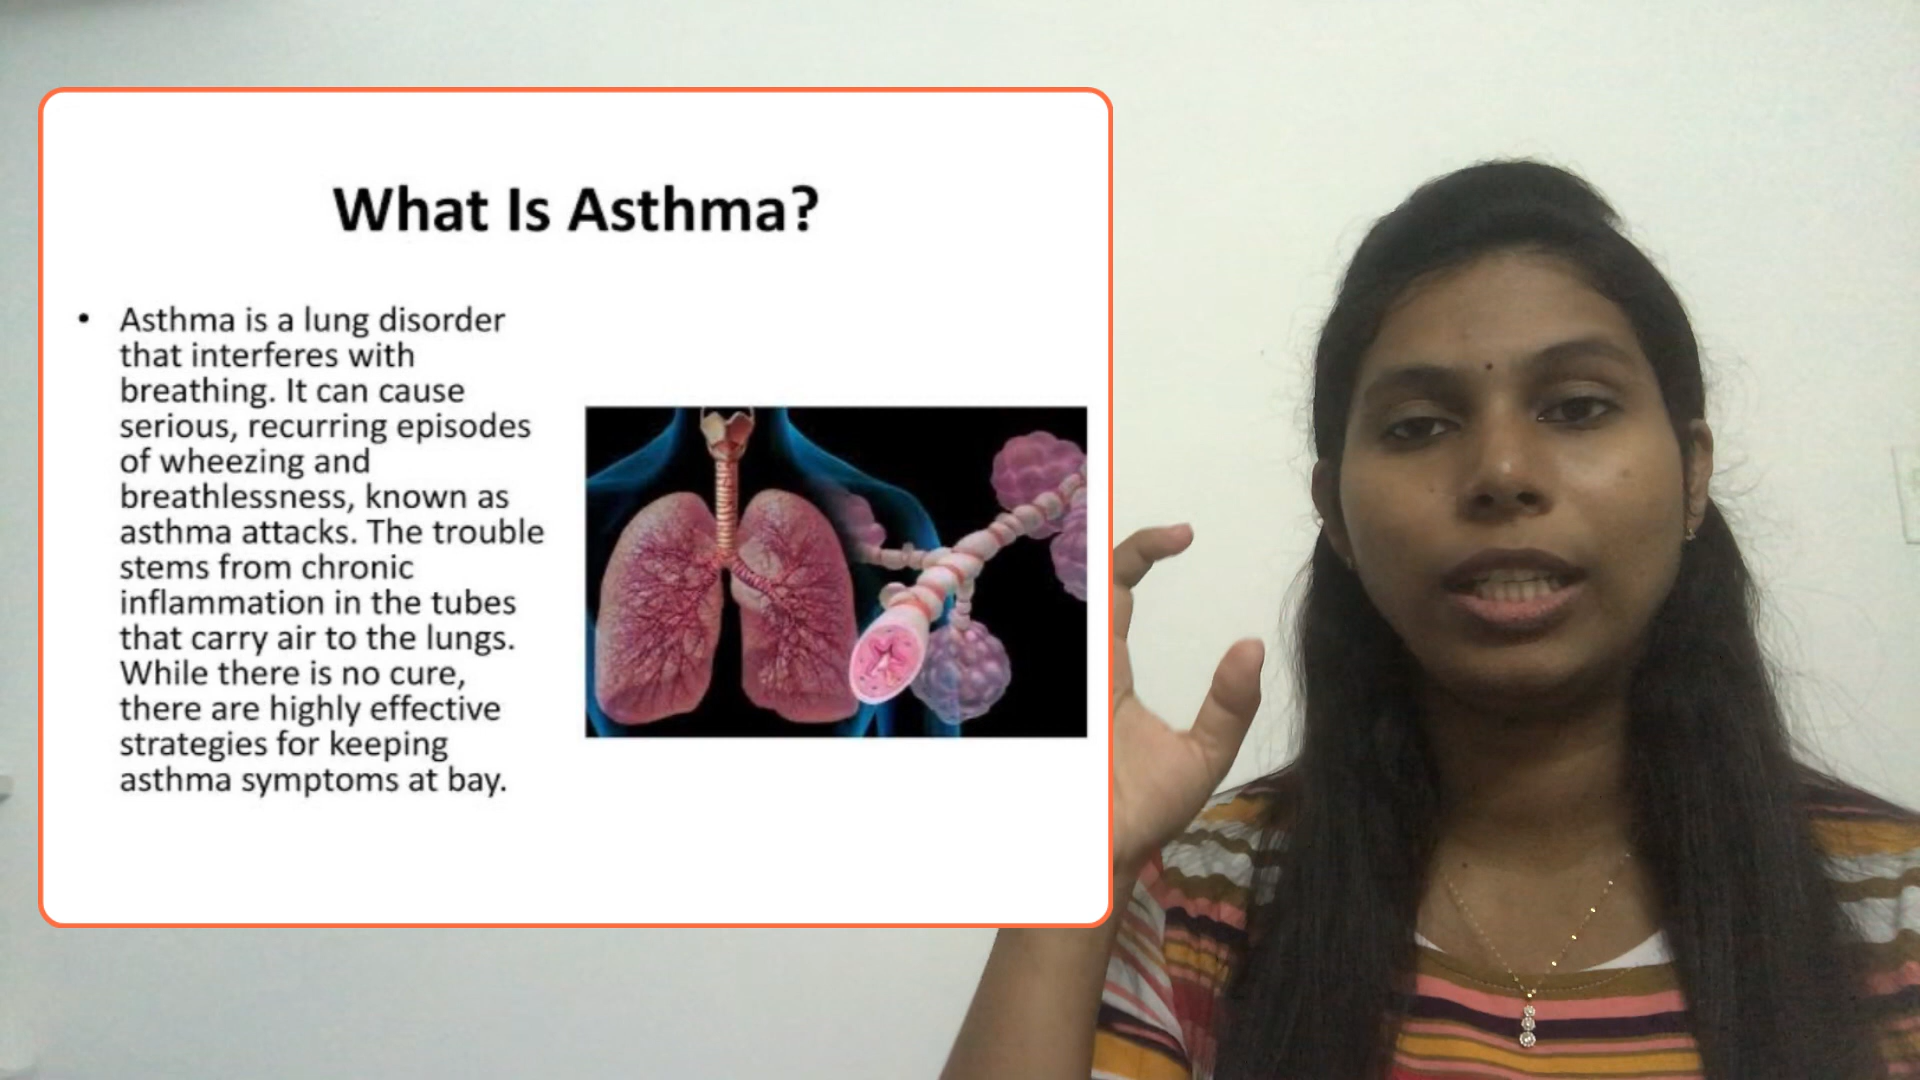 What Is Asthma?
• Asthma is a lung disorder
that interferes with
breathing. It can cause
serious, recurring episodes
of wheezing and
breathlessness, known as
asthma attacks. The trouble
stems from chronic
inflammation in the tubes
that carry air to the lungs.
While there is no cure,
there are highly effective
strategies for keeping
asthma symptoms at bay.